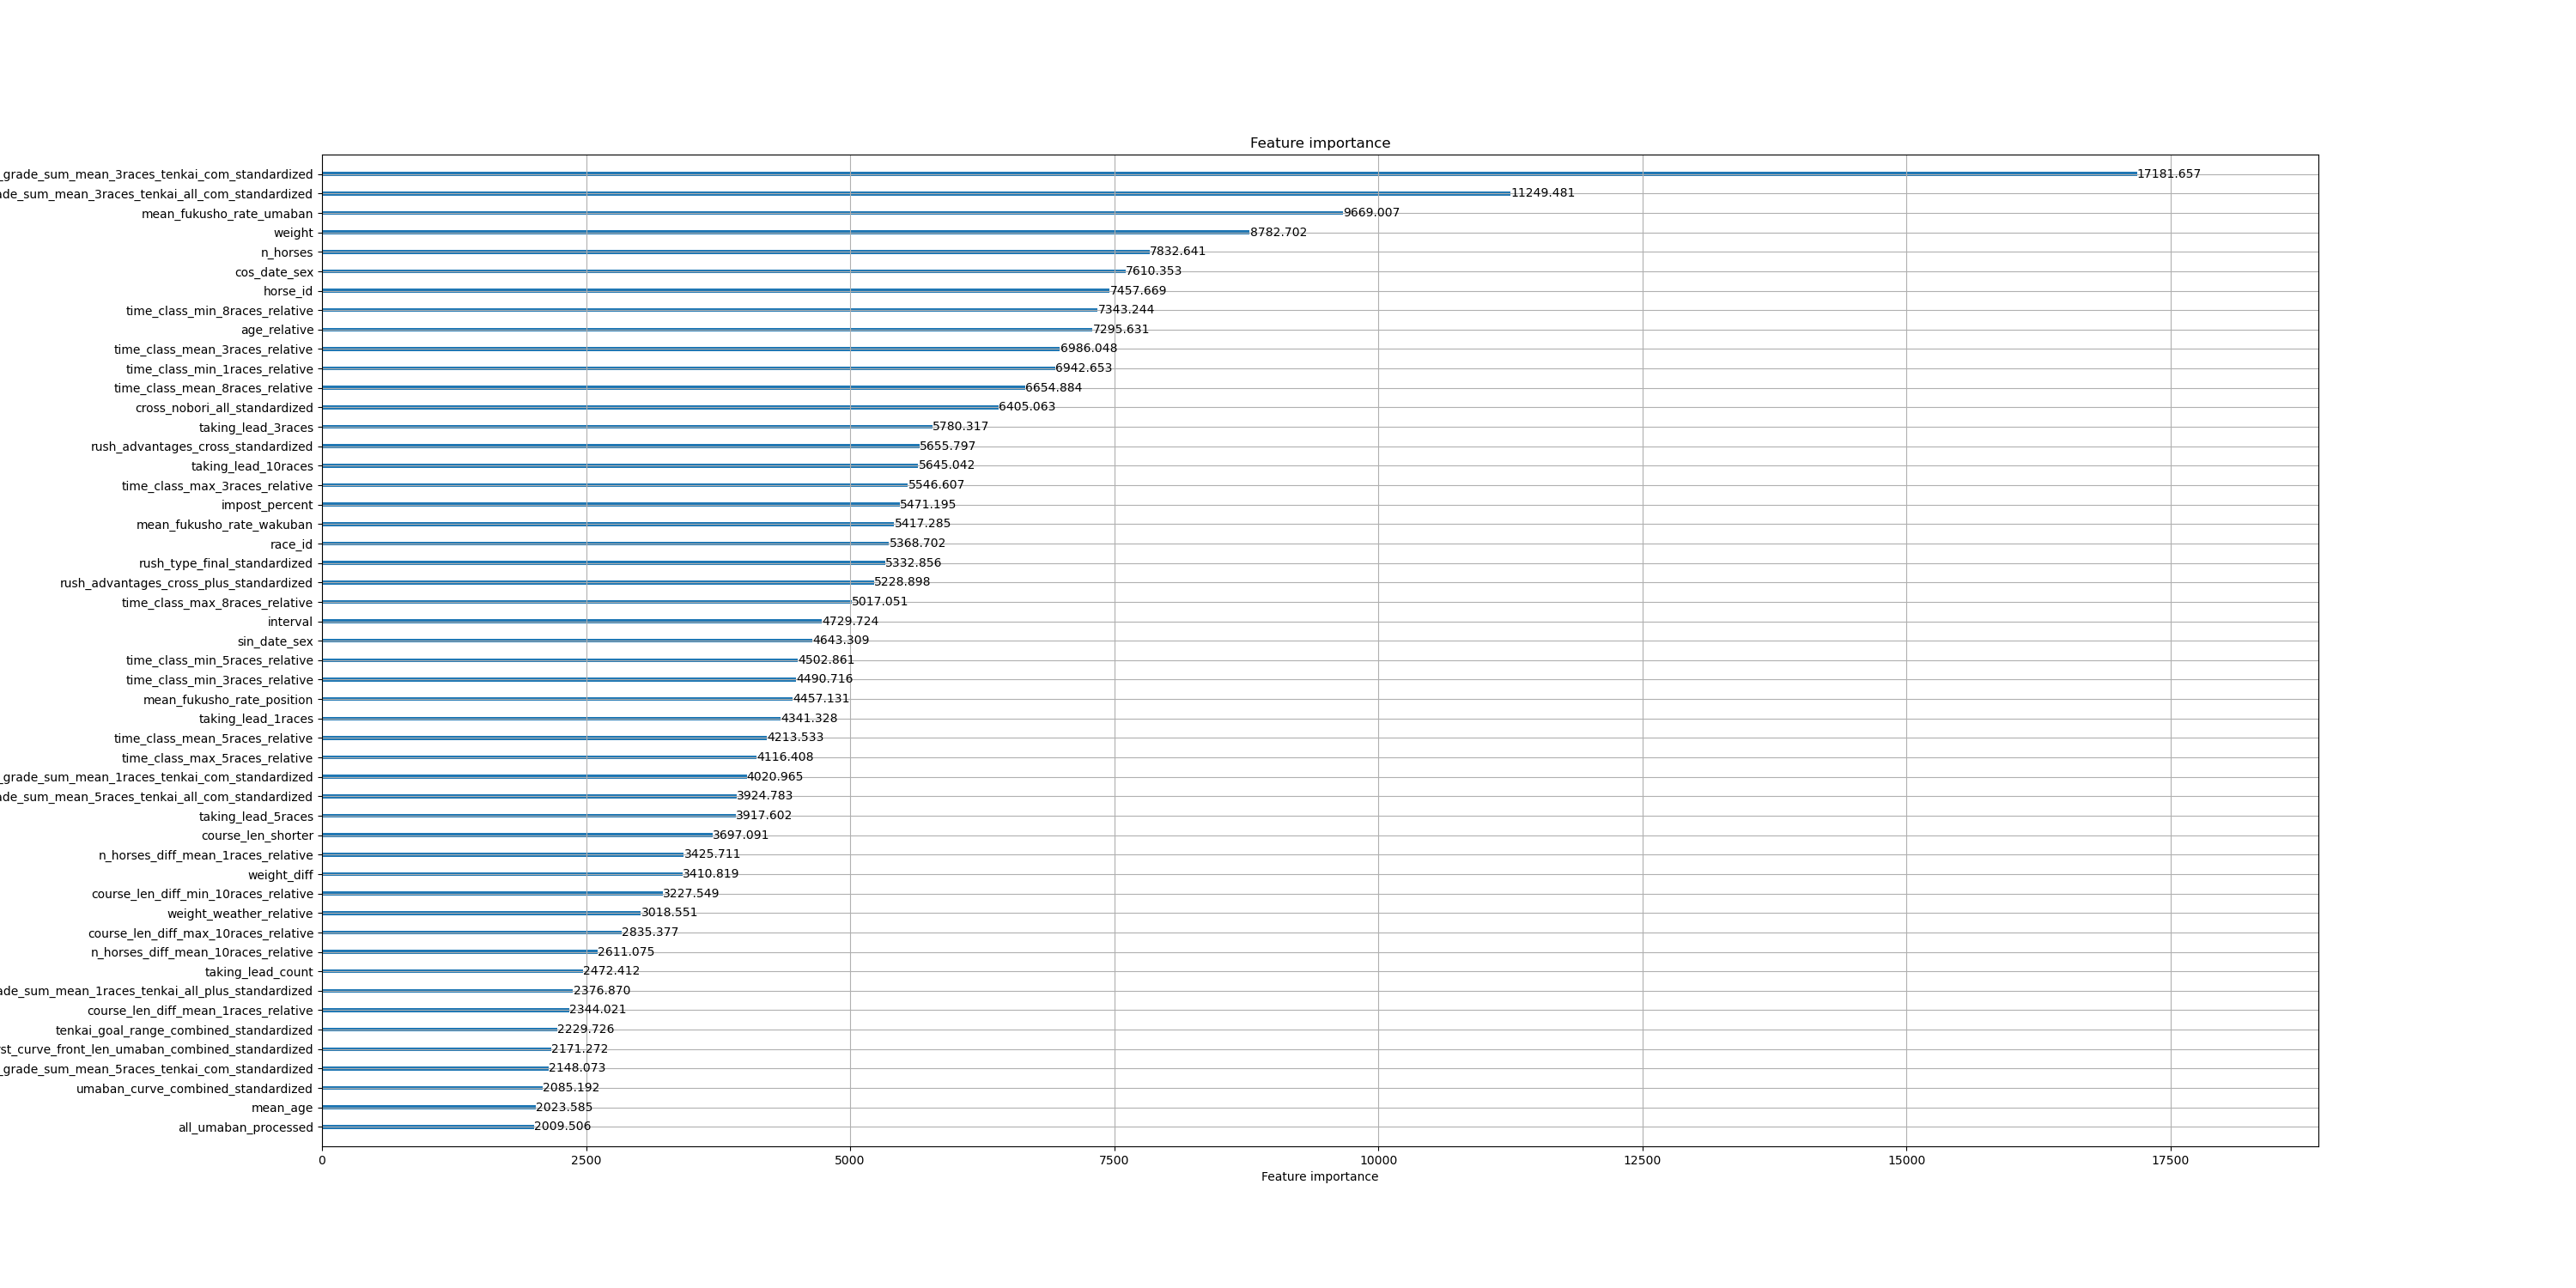 Feature importance
_grade_sum_mean_3races_tenkai_com_standardized 17181.657
ade_sum_mean_3races_tenkai_all_com_standardized 11249.481
mean_fukusho_rate_umaban 9669.007
weight 8782.702
n_horses 7832.641
cos_date_sex 7610.353
horse_id 7457.669
time_class_min_8races_relative 7343.244
age_relative 7295.631
time_class_mean_3races_relative 6986.048
time_class_min_1races_relative 6942.653
time_class_mean_8races_relative 6654.884
cross_nobori_all_standardized 6405.063
taking_lead_3races 5780.317
rush_advantages_cross_standardized 5655.797
taking_lead_10races 5645.042
time_class_max_3races_relative 5546.607
impost_percent 5471.195
mean_fukusho_rate_wakuban 5417.285
race_id 5368.702
rush_type_final_standardized 5332.856
rush_advantages_cross_plus_standardized 5228.898
time_class_max_8races_relative 5017.051
interval 4729.724
sin_date_sex 4643.309
time_class_min_5races_relative 4502.861
time_class_min_3races_relative 4490.716
mean_fukusho_rate_position 4457.131
taking_lead_1races 4341.328
time_class_mean_5races_relative 4213.533
time_class_max_5races_relative 4116.408
_grade_sum_mean_1races_tenkai_com_standardized 4020.965
ade_sum_mean_5races_tenkai_all_com_standardized 3924.783
taking_lead_5races 3917.602
course_len_shorter 3697.091
n_horses_diff_mean_1races_relative 3425.711
weight_diff 3410.819
course_len_diff_min_10races_relative 3227.549
weight_weather_relative 3018.551
course_len_diff_max_10races_relative 2835.377
n_horses_diff_mean_10races_relative 2611.075
taking_lead_count 2472.412
ade_sum_mean_1races_tenkai_all_plus_standardized 2376.870
course_len_diff_mean_1races_relative 2344.021
tenkai_goal_range_combined_standardized 2229.726
st_curve_front_len_umaban_combined_standardized 2171.272
_grade_sum_mean_5races_tenkai_com_standardized 2148.073
umaban_curve_combined_standardized 2085.192
mean_age 2023.585
all_umaban_processed 2009.506
0 2500 5000 7500 10000 12500 15000 17500
Feature importance